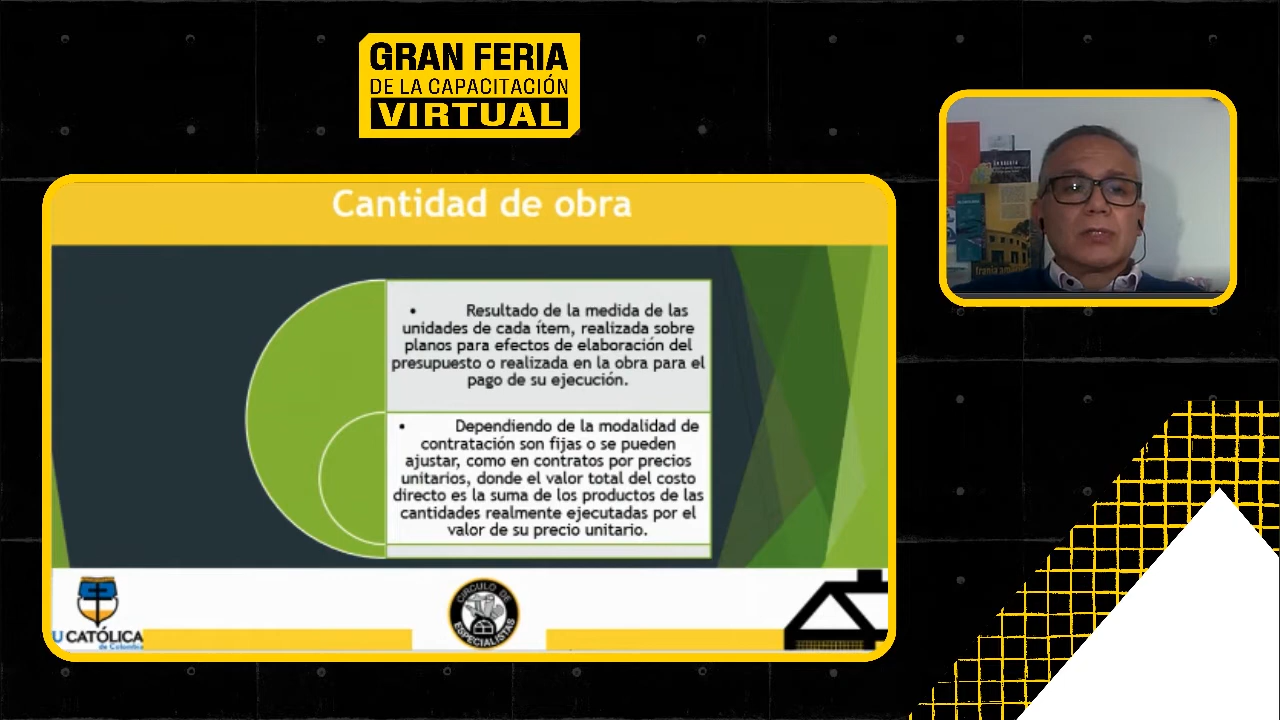 GRAN FERIA
DE LA CAPACITACIÓN
VIRTUAL
Cantidad de obra
• Resultado de la medida de las
unidades de cada ítem, realizada sobre
planos para efectos de elaboración del
presupuesto o realizada en la obra para el
pago de su ejecución.
• Dependiendo de la modalidad de
contratación son fijas o se pueden
ajustar, como en contratos por precios
unitarios, donde el valor total del costo
directo es la suma de los productos de las
cantidades realmente ejecutadas por el
valor de su precio unitario.
U CATÓLICA
de Colombia
CIRCULO DE
ESPECIALISTAS